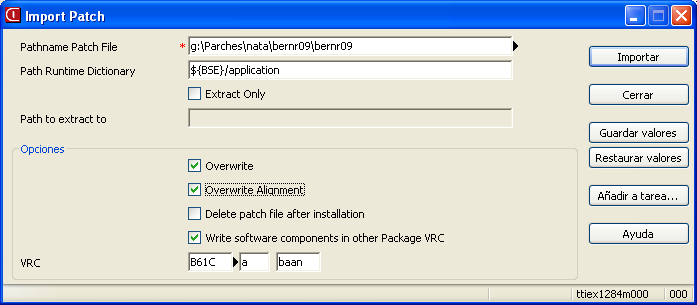 Import Patch
Pathname Patch File * g:\Parches\nata\bernr09\bernr09
Importar
Path Runtime Dictionary ${BSE}/application
Extract Only
Cerrar
Path to extract to
Guardar valores
Opciones
Restaurar valores
Overwrite
Overwrite Alignment
Añadir a tarea...
Delete patch file after installation
Write software components in other Package VRC
Ayuda
VRC B61C a baan
ttiex1284m000 000